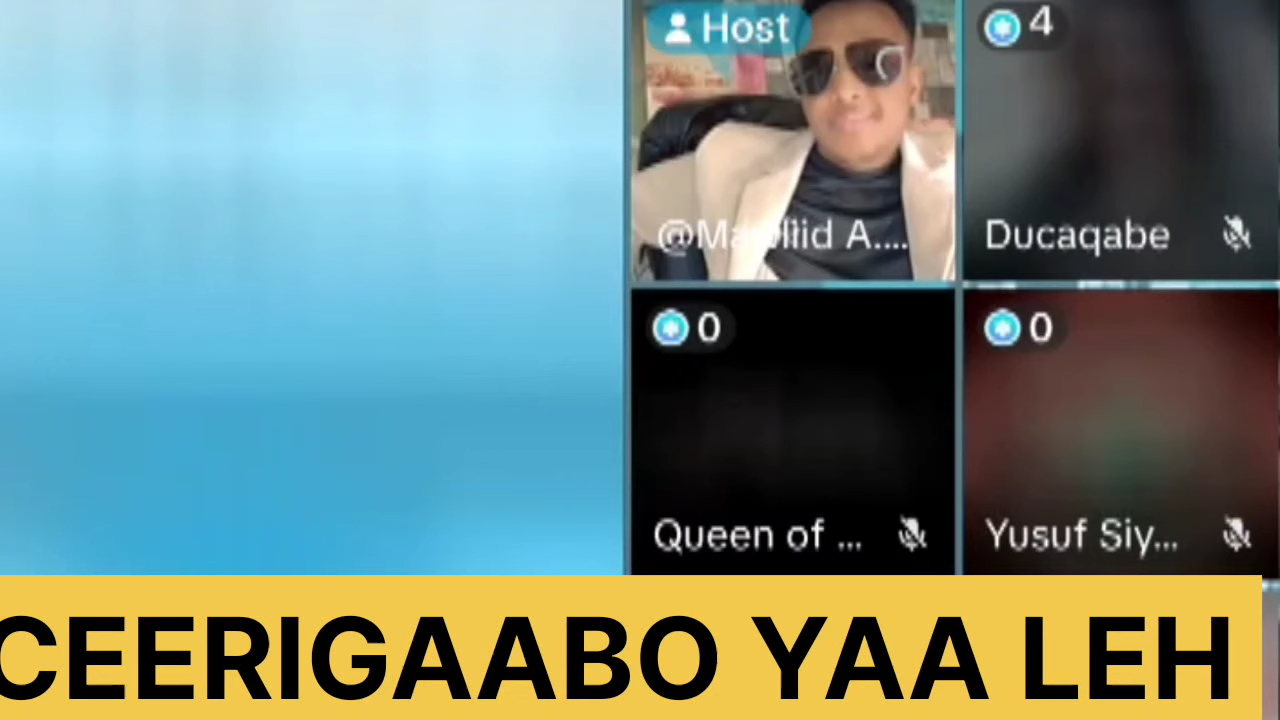 Host
4
Ducaqabe
0
Queen of ...
0
Yusuf Siy...
CEERIGAABO YAA LEH